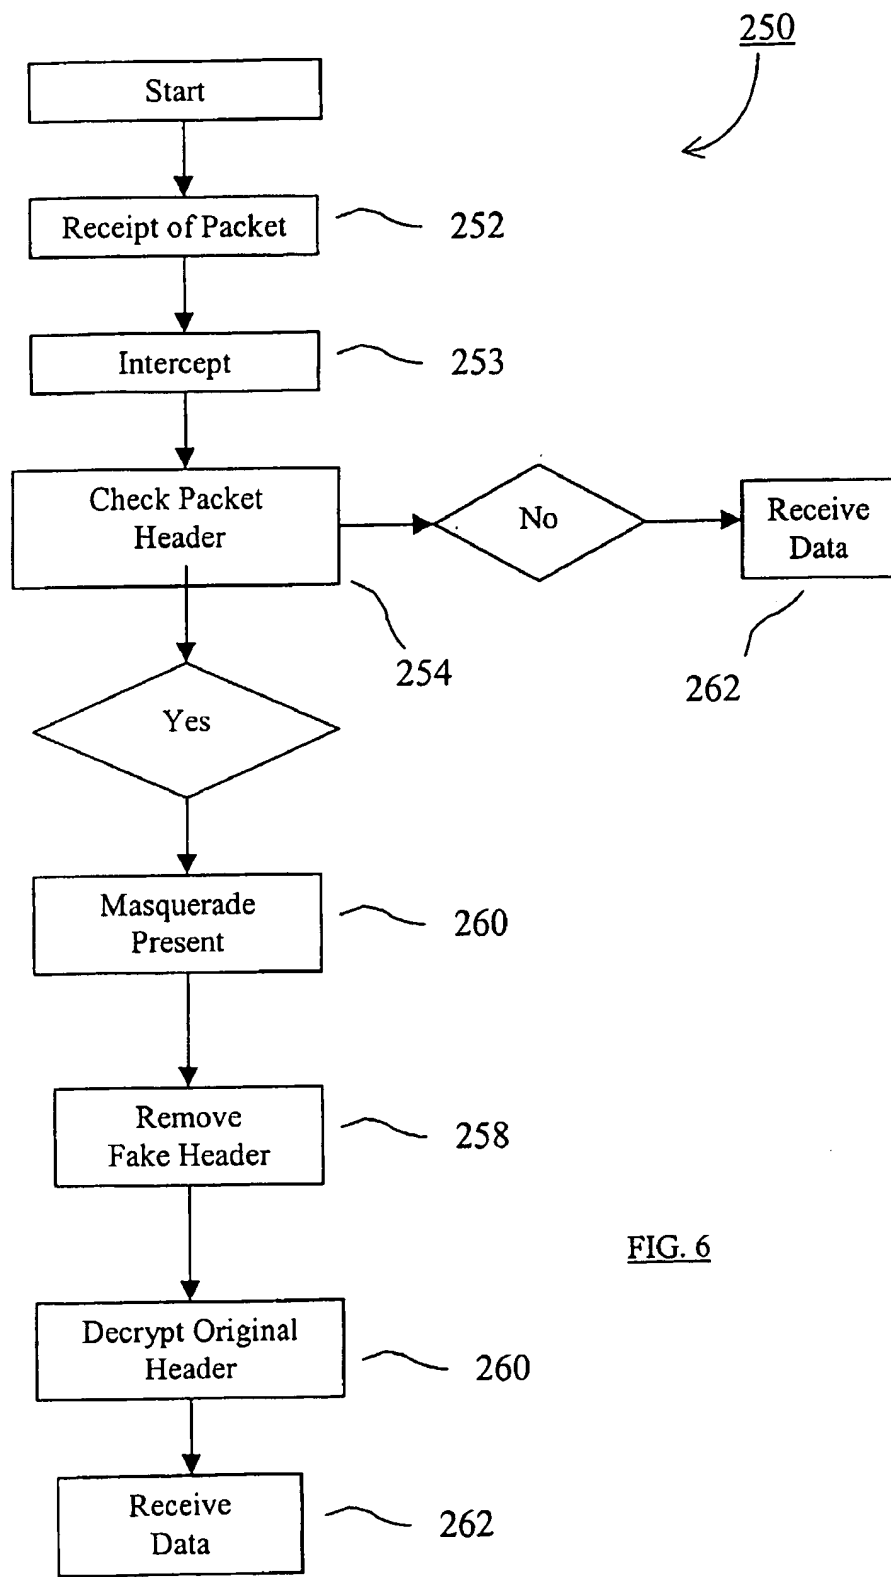 250
Start
Receipt of Packet
252
Intercept
253
Check Packet
Header
254
No
Receive
Data
262
Yes
Masquerade
Present
260
Remove
Fake Header
258
FIG. 6
Decrypt Original
Header
260
Receive
Data
262